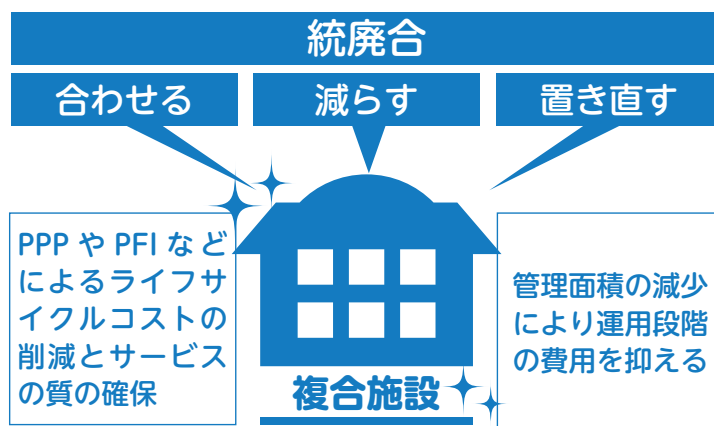 統廃合
合わせる
減らす
置き直す
PPP や PFI など
によるライフサ
イクルコストの
削減とサービス
の質の確保
管理面積の減少
により運用段階
の費用を抑える
複合施設